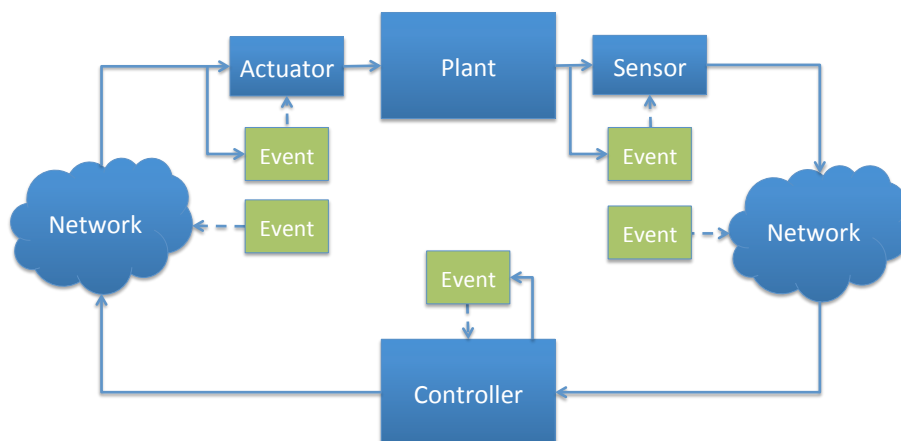 Actuator
Plant
Sensor
Event
Event
Network
Event
Event
Network
Event
Controller